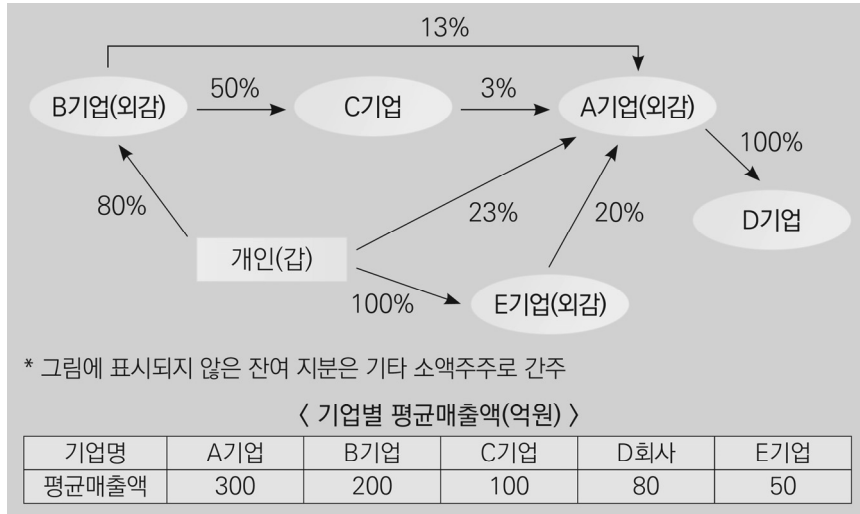 13%
B기업(외감)
50%
C기업
3%
A기업(외감)
100%
80%
23%
20%
D기업
개인(갑)
100%
E기업(외감)
* 그림에 표시되지 않은 잔여 지분은 기타 소액주주로 간주
〈 기업별 평균매출액(억원) 〉
기업명 A기업 B기업 C기업 D회사 E기업
평균매출액 300 200 100 80 50